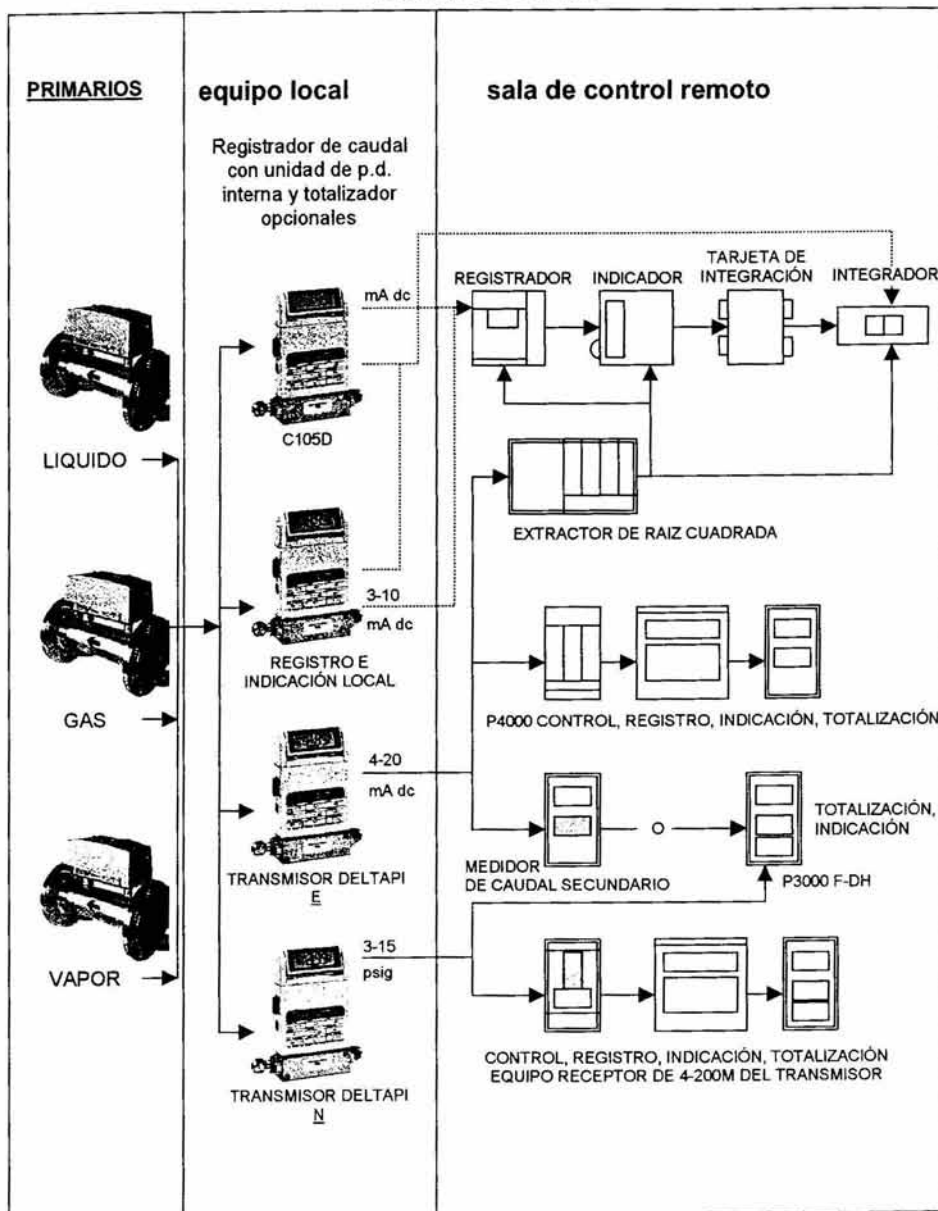 PRIMARIOS
equipo local
sala de control remoto
Registrador de caudal
con unidad de p.d.
interna y totalizador
opcionales
mA dc
REGISTRADOR
INDICADOR
TARJETA DE
INTEGRACIÓN
INTEGRADOR
C105D
LIQUIDO
EXTRACTOR DE RAIZ CUADRADA
3-10
mA dc
REGISTRO E
INDICACIÓN LOCAL
GAS
P4000 CONTROL, REGISTRO, INDICACIÓN, TOTALIZACIÓN
4-20
mA dc
TRANSMISOR DELTAPI
E
MEDIDOR
DE CAUDAL SECUNDARIO
TOTALIZACIÓN,
INDICACIÓN
P3000 F-DH
VAPOR
3-15
psig
TRANSMISOR DELTAPI
N
CONTROL, REGISTRO, INDICACIÓN, TOTALIZACIÓN
EQUIPO RECEPTOR DE 4-200M DEL TRANSMISOR